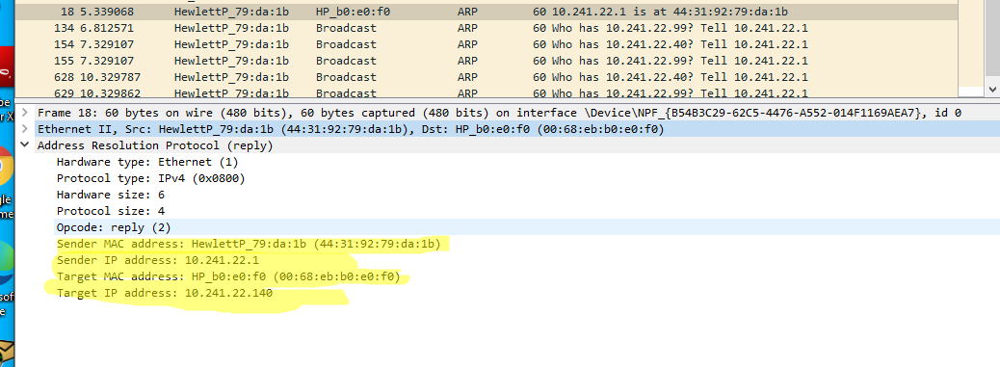 18 5.339068 HewlettP_79:da:1b HP_b0:e0:f0 ARP 60 10.241.22.1 is at 44:31:92:79:da:1b
134 6.812571 HewlettP_79:da:1b Broadcast ARP 60 Who has 10.241.22.99? Tell 10.241.22.1
154 7.329107 HewlettP_79:da:1b Broadcast ARP 60 Who has 10.241.22.40? Tell 10.241.22.1
155 7.329107 HewlettP_79:da:1b Broadcast ARP 60 Who has 10.241.22.99? Tell 10.241.22.1
628 10.329787 HewlettP_79:da:1b Broadcast ARP 60 Who has 10.241.22.40? Tell 10.241.22.1
629 10.329862 HewlettP_79:da:1b Broadcast ARP 60 Who has 10.241.22.99? Tell 10.241.22.1
Frame 18: 60 bytes on wire (480 bits), 60 bytes captured (480 bits) on interface \Device\NPF_{B54B3C29-62C5-4476-A552-014F1169AEA7}, id 0
Ethernet II, Src: HewlettP_79:da:1b (44:31:92:79:da:1b), Dst: HP_b0:e0:f0 (00:68:eb:b0:e0:f0)
Address Resolution Protocol (reply)
Hardware type: Ethernet (1)
Protocol type: IPv4 (0x0800)
Hardware size: 6
Protocol size: 4
Opcode: reply (2)
Sender MAC address: HewlettP_79:da:1b (44:31:92:79:da:1b)
Sender IP address: 10.241.22.1
Target MAC address: HP_b0:e0:f0 (00:68:eb:b0:e0:f0)
Target IP address: 10.241.22.140